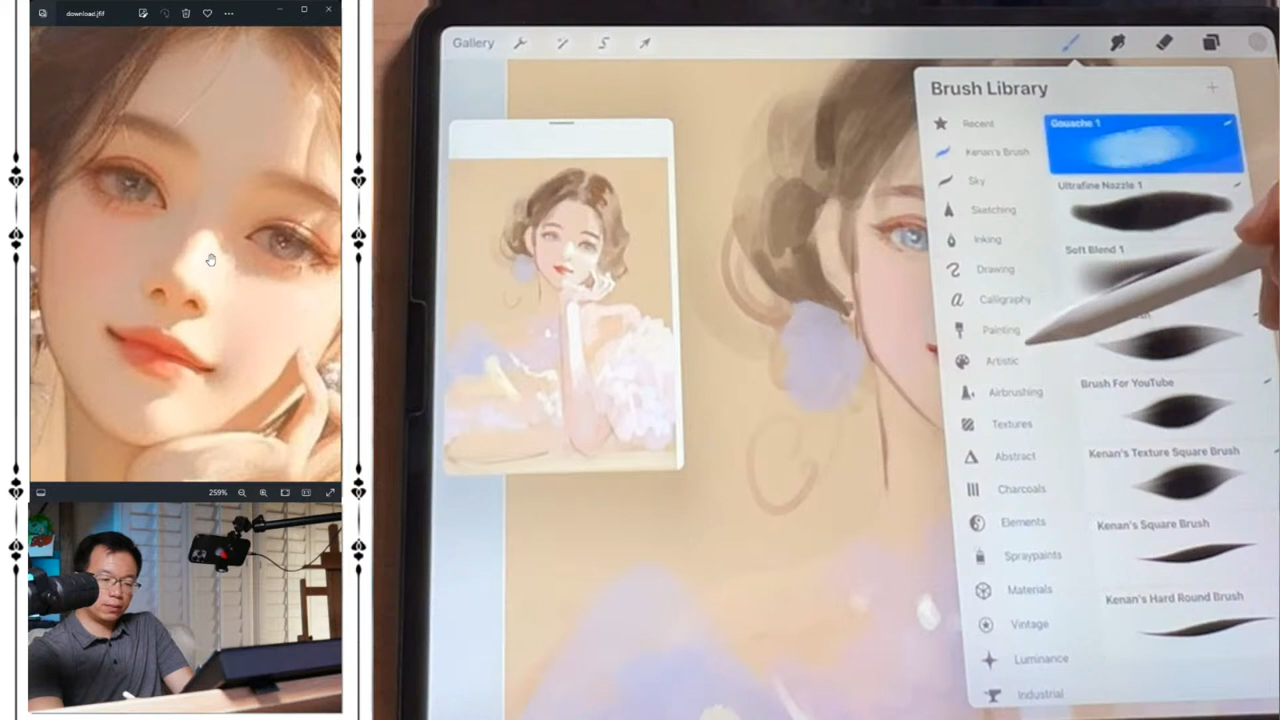 download.jfif
259%
Gallery
Brush Library
Recent
Kenan's Brush
Sky
Sketching
Inking
Drawing
Calligraphy
Painting
Artistic
Airbrushing
Textures
Abstract
Charcoals
Elements
Spraypaints
Materials
Vintage
Luminance
Industrial
Gouache 1
Ultrafine Nozzle 1
Soft Blend 1
Brush For YouTube
Kenan's Texture Square Brush
Kenan's Square Brush
Kenan's Hard Round Brush